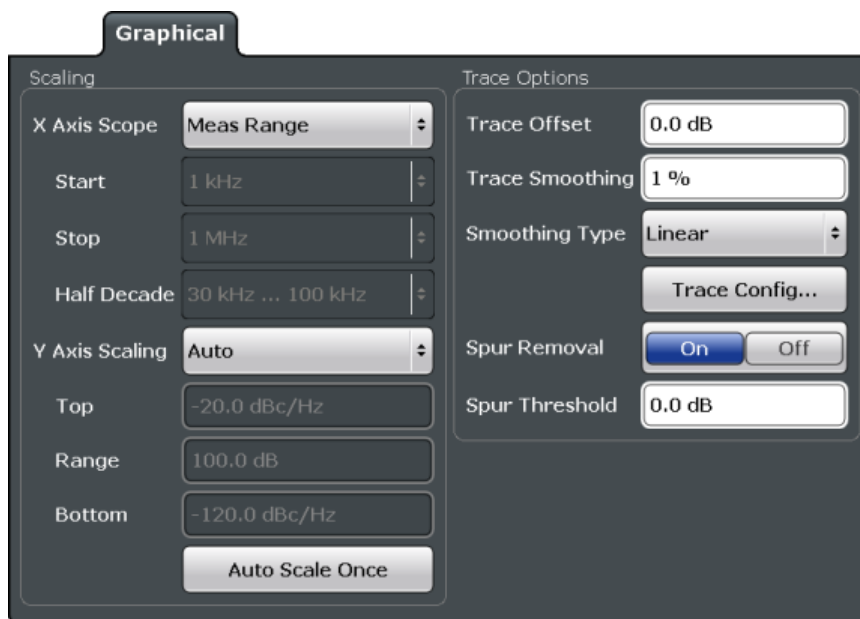 Graphical
Scaling
X Axis Scope Meas Range
Start 1 kHz
Stop 1 MHz
Half Decade 30 kHz ... 100 kHz
Y Axis Scaling Auto
Top -20.0 dBc/Hz
Range 100.0 dB
Bottom -120.0 dBc/Hz
Auto Scale Once
Trace Options
Trace Offset 0.0 dB
Trace Smoothing 1 %
Smoothing Type Linear
Trace Config...
Spur Removal On Off
Spur Threshold 0.0 dB